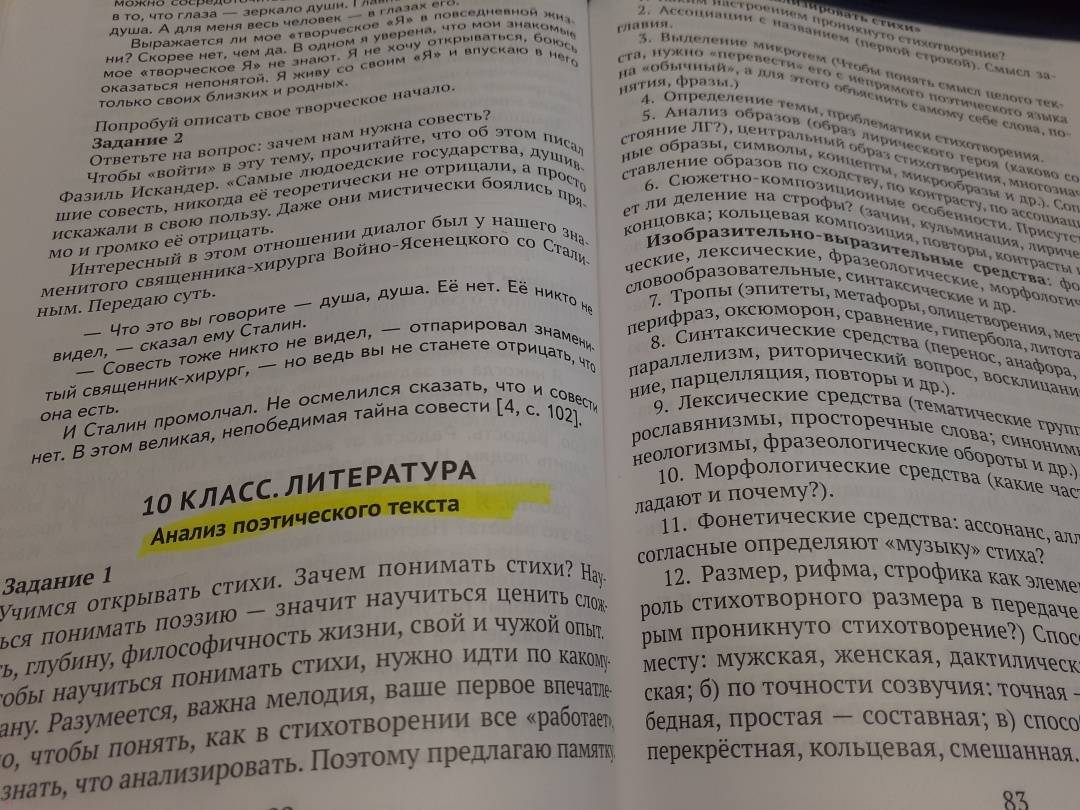 в то, что глаза — зеркало души.
душа. А для меня весь человек — в глазах его.
Выражается ли мое «творческое «Я» в повседневной жиз-
ни? Скорее нет, чем да. В одном я уверена, что мои знакомые
мое «творческое Я» не знают. Я не хочу открываться, боюсь
оказаться непонятой. Я живу со своим «Я» и впускаю в него
только своих близких и родных.
Попробуй описать свое творческое начало.
Задание 2
Ответьте на вопрос: зачем нам нужна совесть?
Чтобы «войти» в эту тему, прочитайте, что об этом писал
Фазиль Искандер. «Самые людоедские государства, душив-
шие совесть, никогда её теоретически не отрицали, а просто
искажали в свою пользу. Даже они мистически боялись пря-
мо и громко её отрицать.
Интересный в этом отношении диалог был у нашего зна-
менитого священника-хирурга Войно-Ясенецкого со Стали-
ным. Передаю суть.
— Что это вы говорите — душа, душа. Её нет. Её никто не
видел, — сказал ему Сталин.
— Совесть тоже никто не видел, — отпарировал знамени-
тый священник-хирург, — но ведь вы не станете отрицать, что
она есть.
И Сталин промолчал. Не осмелился сказать, что и совести
нет. В этом великая, непобедимая тайна совести [4, с. 102].
10 КЛАСС. ЛИТЕРАТУРА
Анализ поэтического текста
Задание 1
Учимся открывать стихи. Зачем понимать стихи? Нау-
ься понимать поэзию — значит научиться ценить слож-
ь, глубину, философичность жизни, свой и чужой опыт.
тобы научиться понимать стихи, нужно идти по какому-
ану. Разумеется, важна мелодия, ваше первое впечатле-
о, чтобы понять, как в стихотворении все «работает»,
знать, что анализировать. Поэтому предлагаю памятку
настроением проникнуто стихотворение?
2. Ассоциации с названием (первой строкой). Смысл за-
главия.
3. Выделение микротем (Чтобы понять смысл целого тек-
ста, нужно «перевести» его с непрямого поэтического языка
на «обычный», а для этого объяснить самому себе слова, по-
нятия, фразы.)
4. Определение темы, проблематики стихотворения.
5. Анализ образов (образ лирического героя (каково со
стояние ЛГ?), центральный образ стихотворения, многознач
ные образы, символы, концепты, микрообразы и др.). Соп
ставление образов по сходству, по контрасту, по ассоциац
6. Сюжетно-композиционные особенности. Присутст
ет ли деление на строфы? (зачин, кульминация, лириче
концовка; кольцевая композиция, повторы, контрасты
Изобразительно-выразительные средства: фо
ческие, лексические, фразеологические, морфологич
словообразовательные, синтаксические и др.
7. Тропы (эпитеты, метафоры, олицетворения, мет
перифраз, оксюморон, сравнение, гипербола, литота
8. Синтаксические средства (перенос, анафора,
параллелизм, риторический вопрос, восклицани
ние, парцелляция, повторы и др.).
9. Лексические средства (тематические групп
рославянизмы, просторечные слова; синоним
неологизмы, фразеологические обороты и др.)
10. Морфологические средства (какие час
ладают и почему?).
11. Фонетические средства: ассонанс, алл
согласные определяют «музыку» стиха?
12. Размер, рифма, строфика как элеме
роль стихотворного размера в передаче
рым проникнуто стихотворение?) Спос
месту: мужская, женская, дактилическ
ская; б) по точности созвучия: точная —
бедная, простая — составная; в) спосо
перекрёстная, кольцевая, смешанная.
83